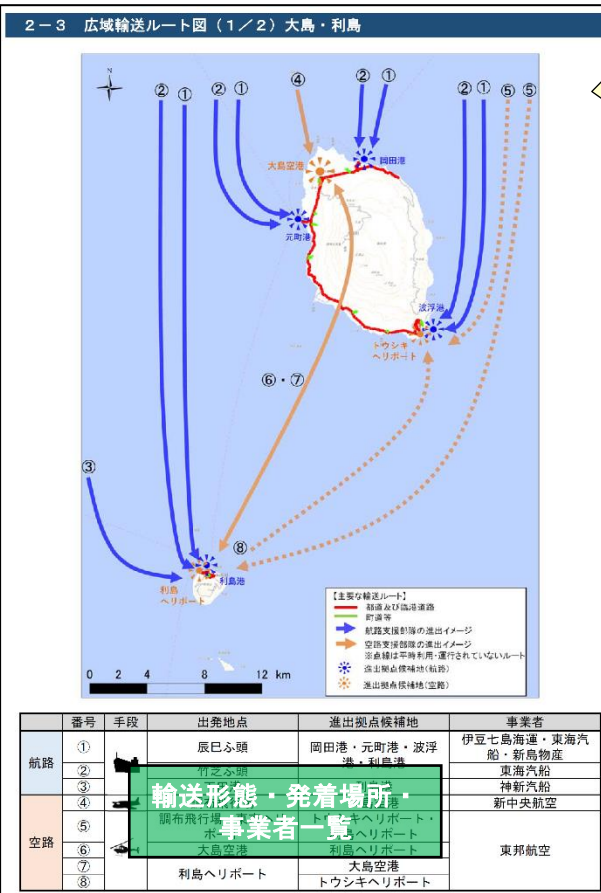 2－3 広域輸送ルート図（1／2）大島・利島
N
② ① ② ① ④ ② ① ② ① ⑤ ⑤
大島空港
岡田港
元町港
波浮港
トウシキ
ヘリポート
⑥・⑦
③
⑧
利島港
利島
ヘリポート
【主要な輸送ルート】
都道及び臨港道路
町道等
航路支援部隊の進出イメージ
空路支援部隊の進出イメージ
※点線は平時利用・運行されていないルート
進出拠点候補地(航路)
進出拠点候補地(空路)
0 2 4 8 12 km
番号 手段 出発地点 進出拠点候補地 事業者
航路 ① 辰巳ふ頭 岡田港・元町港・波浮港・利島港 伊豆七島海運・東海汽船・新島物産
② 竹芝ふ頭 東海汽船
③ 神新汽船
空路 ④ 新中央航空
⑤ 調布飛行場 トウシキヘリポート・
⑥ 大島空港 利島ヘリポート 東邦航空
⑦ 利島ヘリポート 大島空港
⑧ トウシキヘリポート
輸送形態・発着場所・
事業者一覧